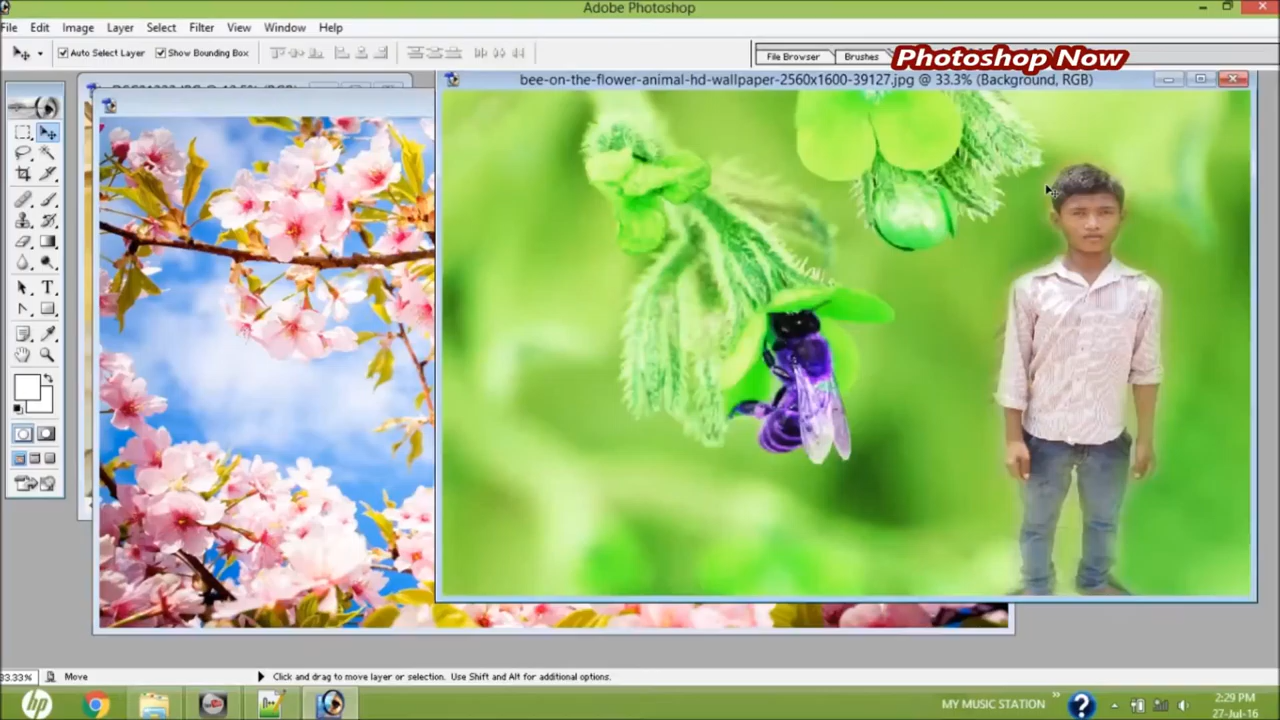 Adobe Photoshop
File Edit Image Layer Select Filter View Window Help
Auto Select Layer Show Bounding Box File Browser Brushes
Photoshop Now
bee-on-the-flower-animal-hd-wallpaper-2560x1600-39127.jpg @ 33.3% (Background, RGB)
33.33% Move Click and drag to move layer or selection. Use Shift and Alt for additional options.
hp MY MUSIC STATION 2:29 PM
27-Jul-16